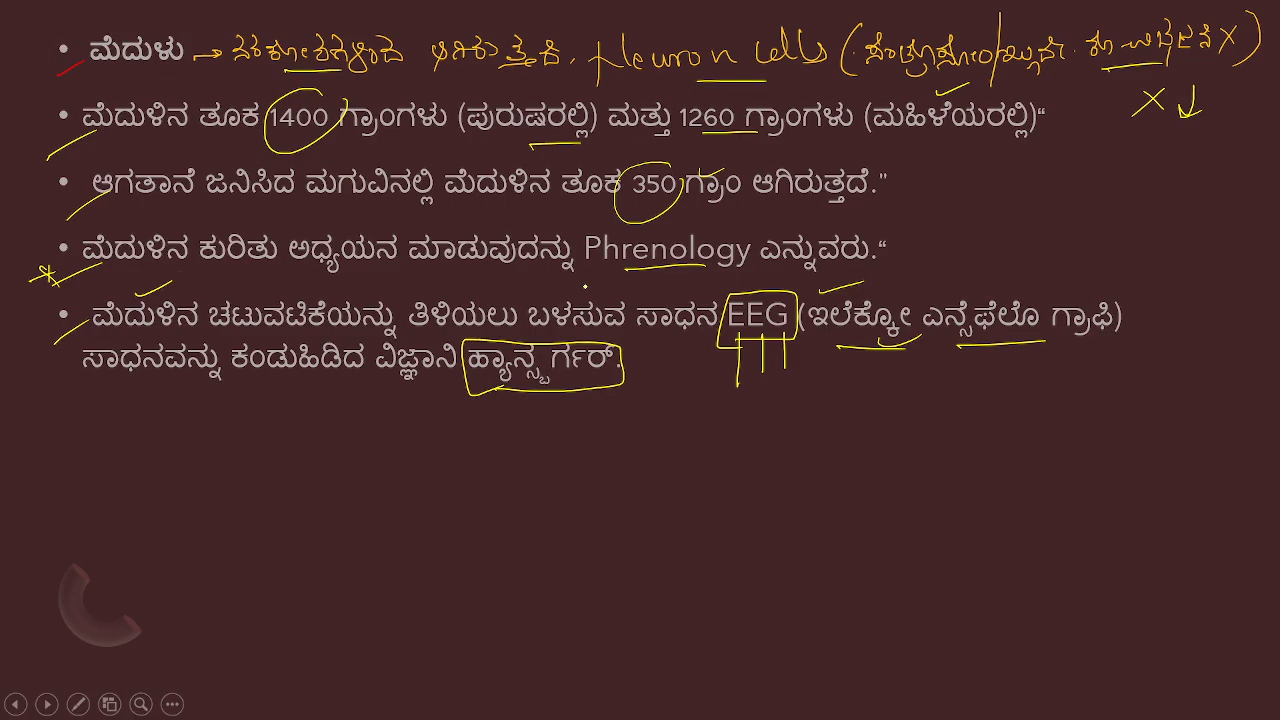 • ಮೆದುಳು → ನರಕೋಶಗಳಿಂದ ಆಗಿರುತ್ತದೆ. Neuron cells (ಸೆಂಟ್ರೋಸೋಂ ಇಲ್ಲ ವಿಭಜನೆ X)
• ಮೆದುಳಿನ ತೂಕ 1400 ಗ್ರಾಂಗಳು (ಪುರುಷರಲ್ಲಿ) ಮತ್ತು 1260 ಗ್ರಾಂಗಳು (ಮಹಿಳೆಯರಲ್ಲಿ)“ X ↓
• ಆಗತಾನೆ ಜನಿಸಿದ ಮಗುವಿನಲ್ಲಿ ಮೆದುಳಿನ ತೂಕ 350 ಗ್ರಾಂ ಆಗಿರುತ್ತದೆ."
• ಮೆದುಳಿನ ಕುರಿತು ಅಧ್ಯಯನ ಮಾಡುವುದನ್ನು Phrenology ಎನ್ನುವರು.“
• ಮೆದುಳಿನ ಚಟುವಟಿಕೆಯನ್ನು ತಿಳಿಯಲು ಬಳಸುವ ಸಾಧನ EEG (ಇಲೆಕ್ಕೋ ಎನ್ಸೆಫೆಲೊ ಗ್ರಾಫಿ)
ಸಾಧನವನ್ನು ಕಂಡುಹಿಡಿದ ವಿಜ್ಞಾನಿ ಹ್ಯಾನ್ಸ್ಬರ್ಗರ್.